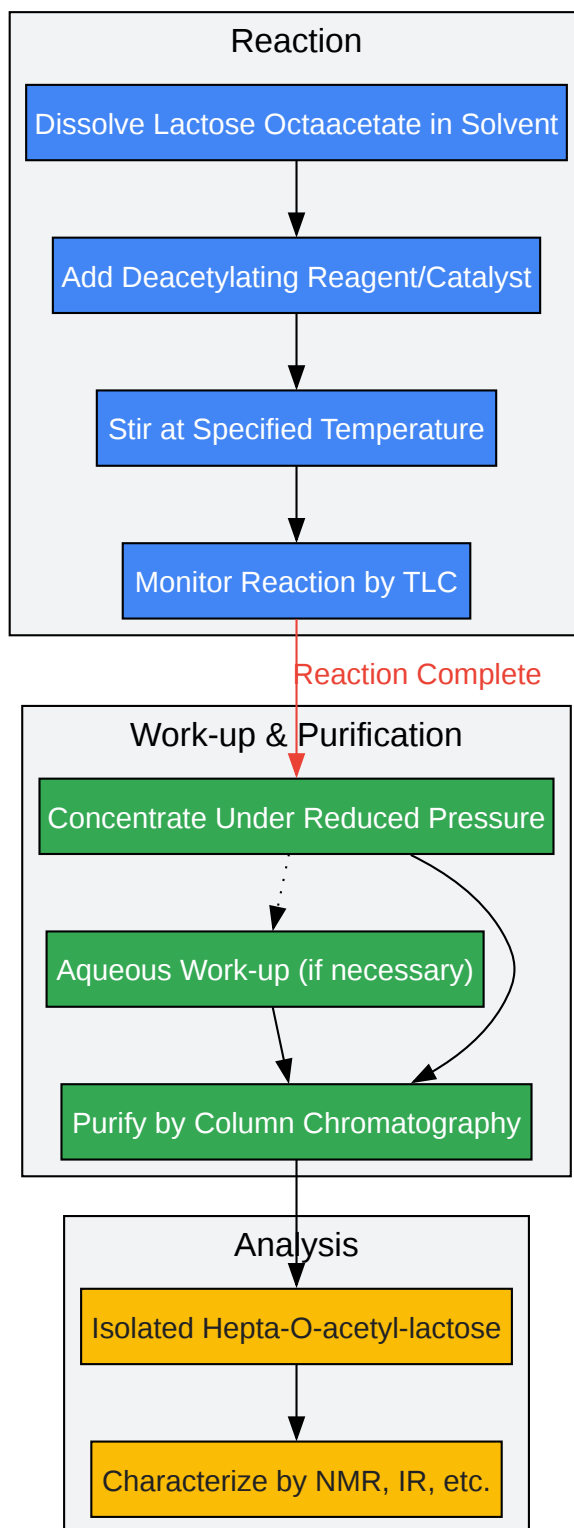 Reaction
Dissolve Lactose Octaacetate in Solvent
Add Deacetylating Reagent/Catalyst
Stir at Specified Temperature
Monitor Reaction by TLC
Reaction Complete
Work-up & Purification
Concentrate Under Reduced Pressure
Aqueous Work-up (if necessary)
Purify by Column Chromatography
Analysis
Isolated Hepta-O-acetyl-lactose
Characterize by NMR, IR, etc.